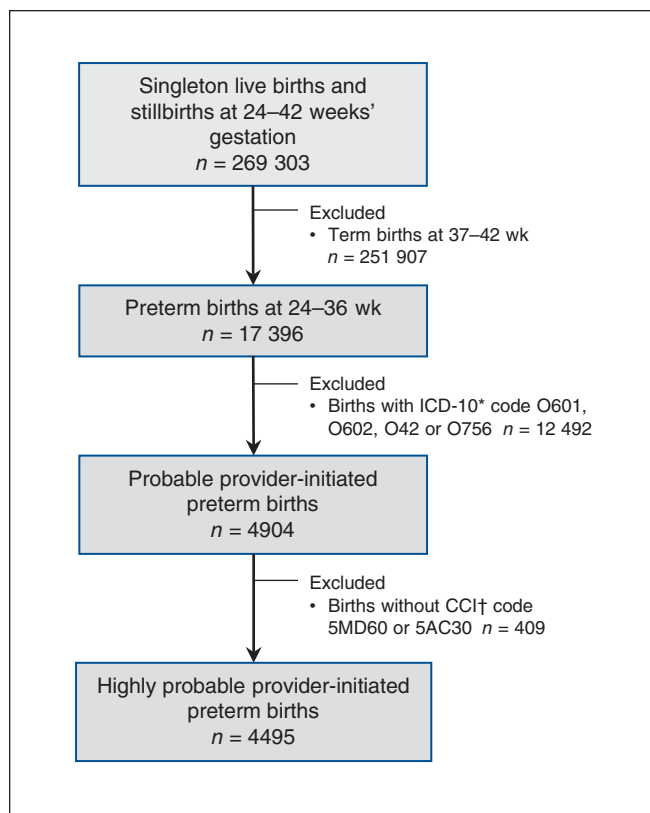 Singleton live births and
stillbirths at 24–42 weeks’
gestation
n = 269 303
Excluded
• Term births at 37–42 wk
n = 251 907
Preterm births at 24–36 wk
n = 17 396
Excluded
• Births with ICD-10* code O601,
O602, O42 or O756 n = 12 492
Probable provider-initiated
preterm births
n = 4904
Excluded
• Births without CCI† code
5MD60 or 5AC30 n = 409
Highly probable provider-initiated
preterm births
n = 4495